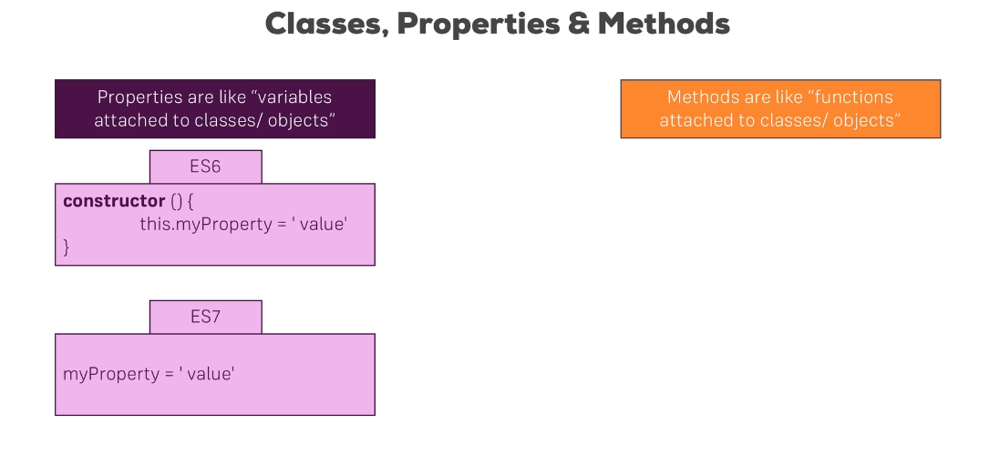 Classes, Properties & Methods
Properties are like “variables
attached to classes/ objects”
Methods are like “functions
attached to classes/ objects”
ES6
constructor () {
this.myProperty = ' value'
}
ES7
myProperty = ' value'